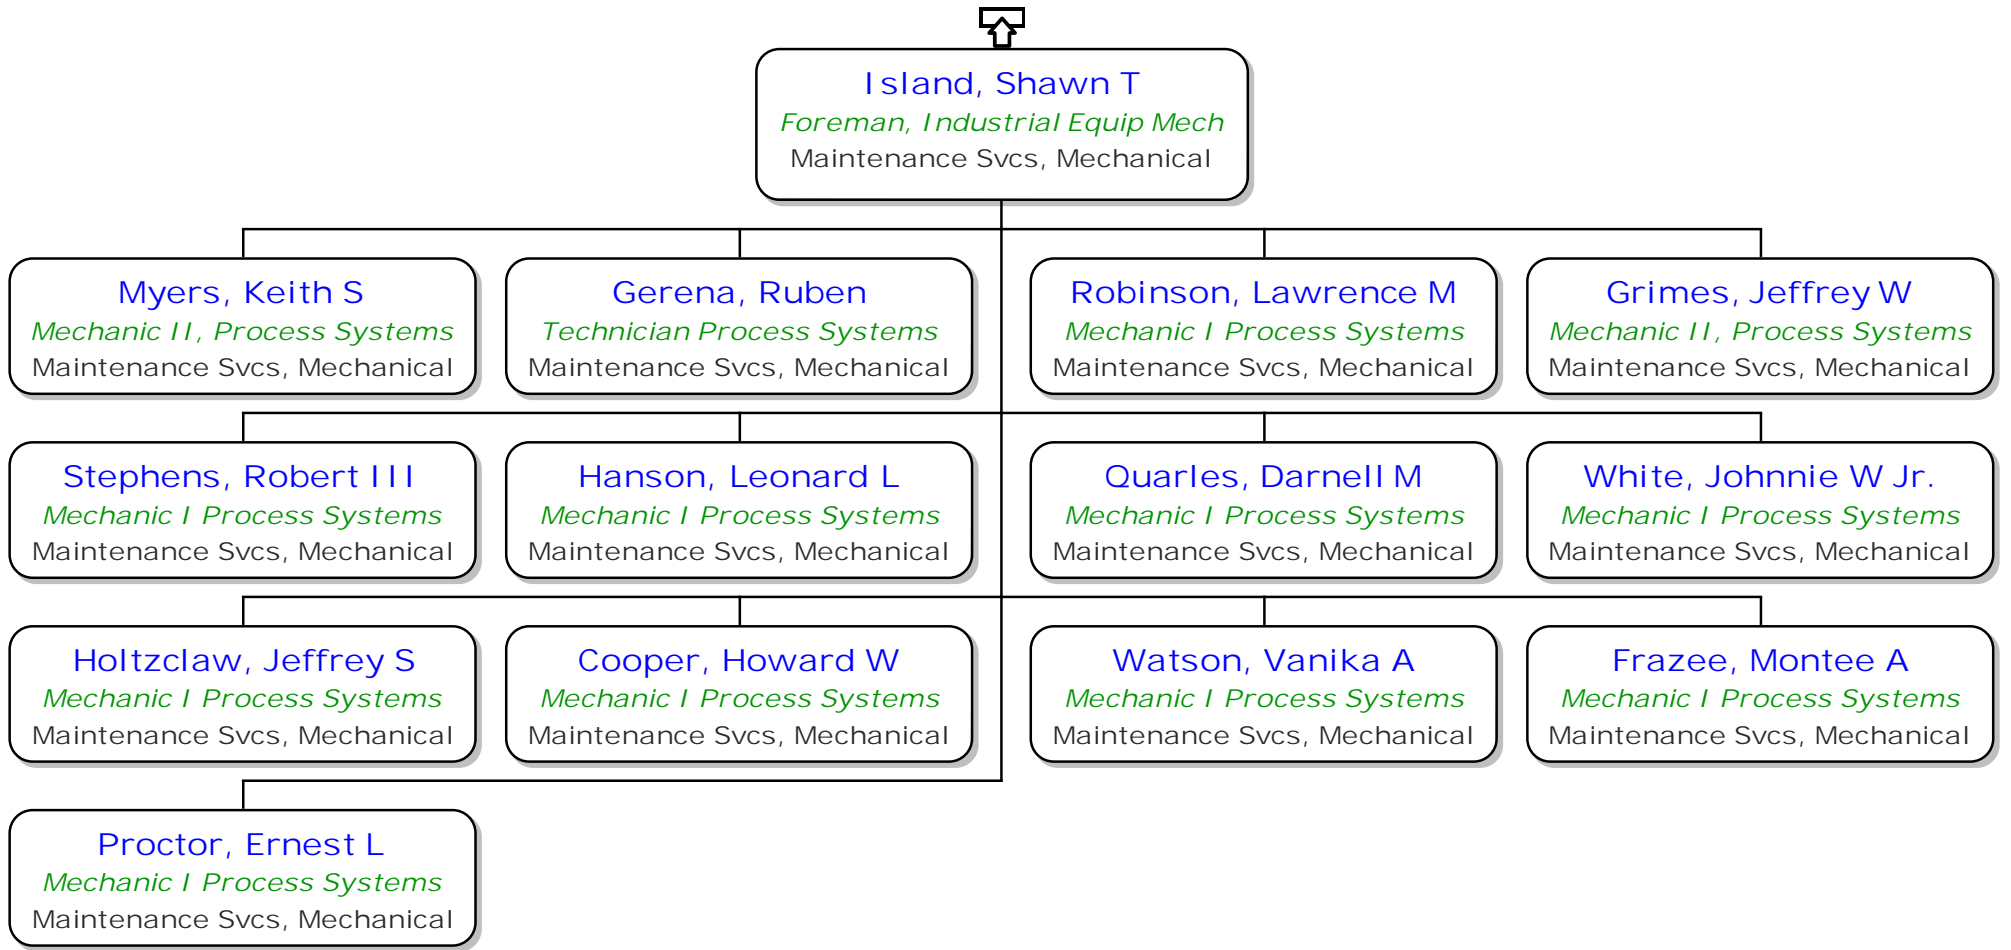 Island, Shawn T
Foreman, Industrial Equip Mech
Maintenance Svcs, Mechanical
Myers, Keith S
Mechanic II, Process Systems
Maintenance Svcs, Mechanical
Gerena, Ruben
Technician Process Systems
Maintenance Svcs, Mechanical
Robinson, Lawrence M
Mechanic I Process Systems
Maintenance Svcs, Mechanical
Grimes, Jeffrey W
Mechanic II, Process Systems
Maintenance Svcs, Mechanical
Stephens, Robert III
Mechanic I Process Systems
Maintenance Svcs, Mechanical
Hanson, Leonard L
Mechanic I Process Systems
Maintenance Svcs, Mechanical
Quarles, Darnell M
Mechanic I Process Systems
Maintenance Svcs, Mechanical
White, Johnnie W Jr.
Mechanic I Process Systems
Maintenance Svcs, Mechanical
Holtzclaw, Jeffrey S
Mechanic I Process Systems
Maintenance Svcs, Mechanical
Cooper, Howard W
Mechanic I Process Systems
Maintenance Svcs, Mechanical
Watson, Vanika A
Mechanic I Process Systems
Maintenance Svcs, Mechanical
Frazee, Montee A
Mechanic I Process Systems
Maintenance Svcs, Mechanical
Proctor, Ernest L
Mechanic I Process Systems
Maintenance Svcs, Mechanical